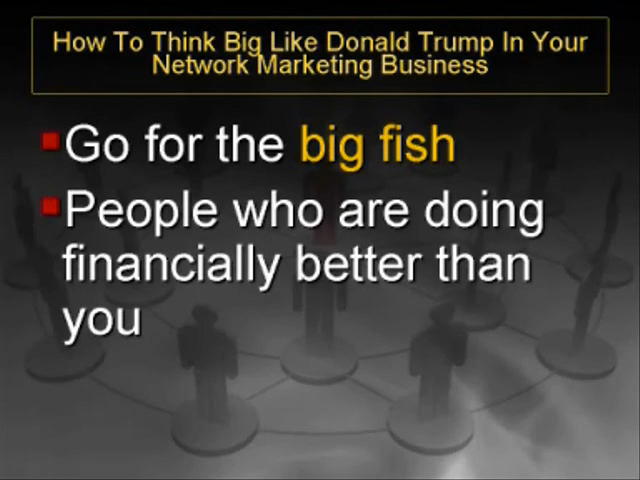 How To Think Big Like Donald Trump In Your
Network Marketing Business
Go for the big fish
People who are doing
financially better than
you